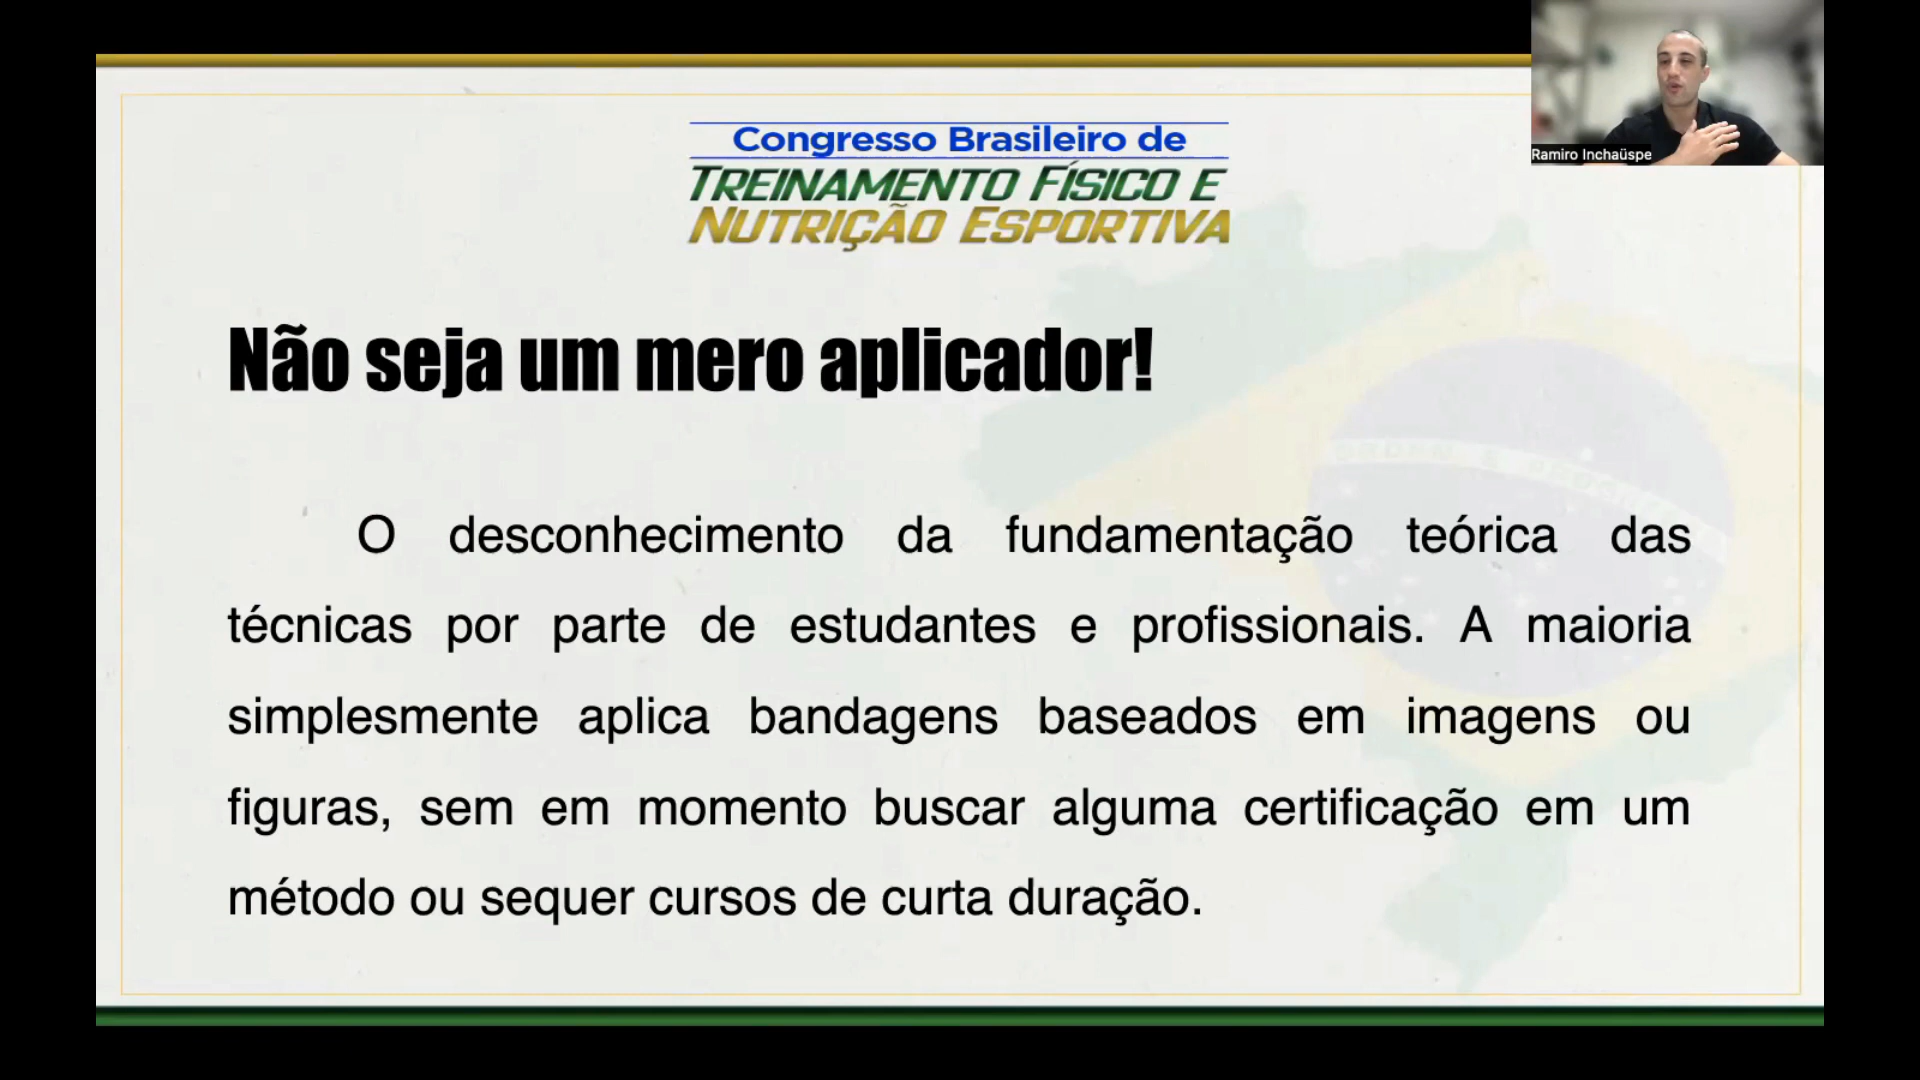 Ramiro Inchaüspe
Congresso Brasileiro de
TREINAMENTO FÍSICO E
NUTRIÇÃO ESPORTIVA
Não seja um mero aplicador!
O desconhecimento da fundamentação teórica das
técnicas por parte de estudantes e profissionais. A maioria
simplesmente aplica bandagens baseados em imagens ou
figuras, sem em momento buscar alguma certificação em um
método ou sequer cursos de curta duração.